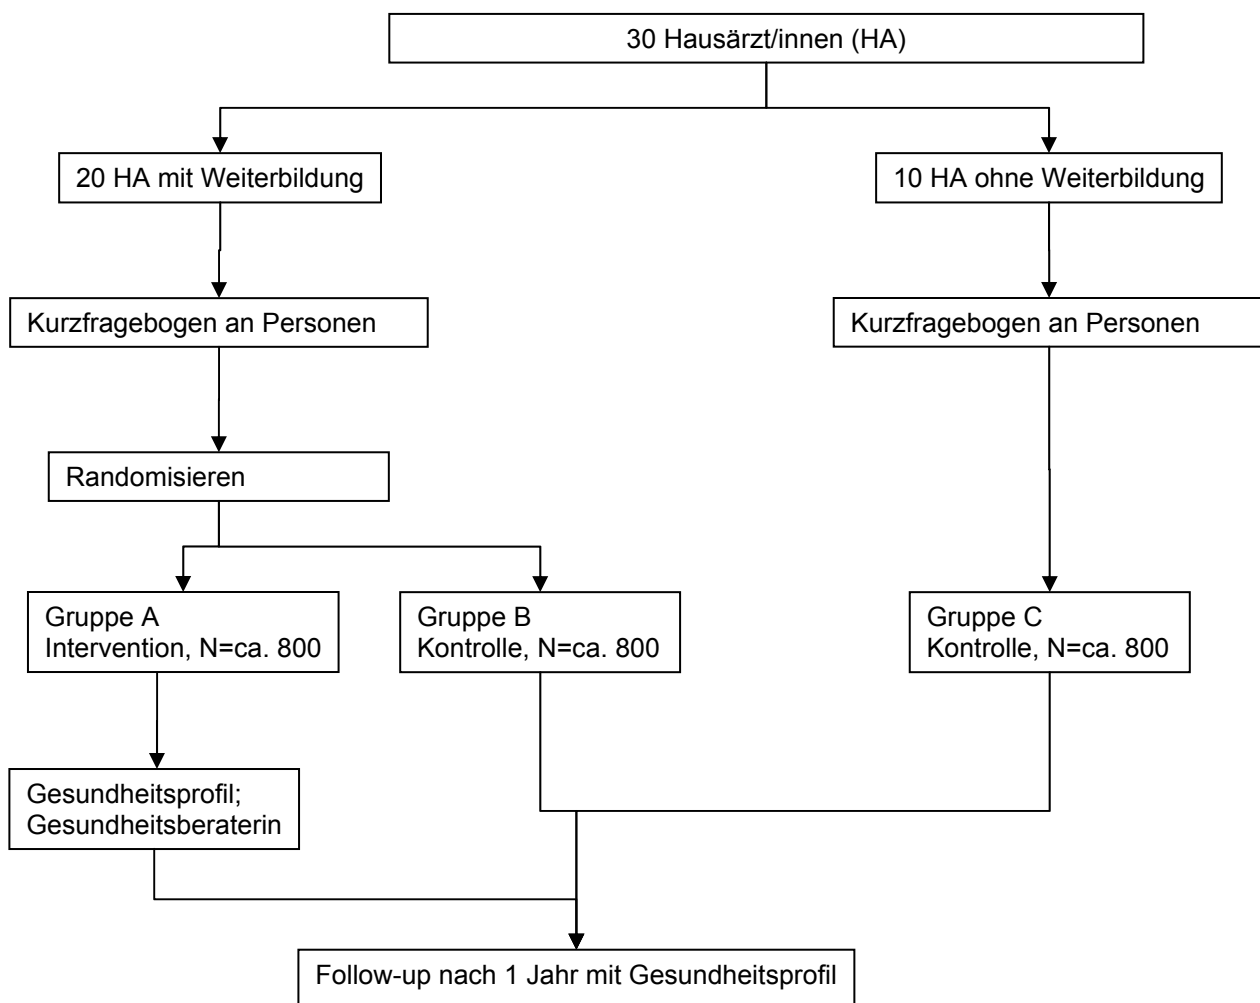 30 Hausärzt/innen (HA)
20 HA mit Weiterbildung
10 HA ohne Weiterbildung
Kurzfragebogen an Personen
Kurzfragebogen an Personen
Randomisieren
Gruppe A
Intervention, N=ca. 800
Gruppe B
Kontrolle, N=ca. 800
Gruppe C
Kontrolle, N=ca. 800
Gesundheitsprofil;
Gesundheitsberaterin
Follow-up nach 1 Jahr mit Gesundheitsprofil